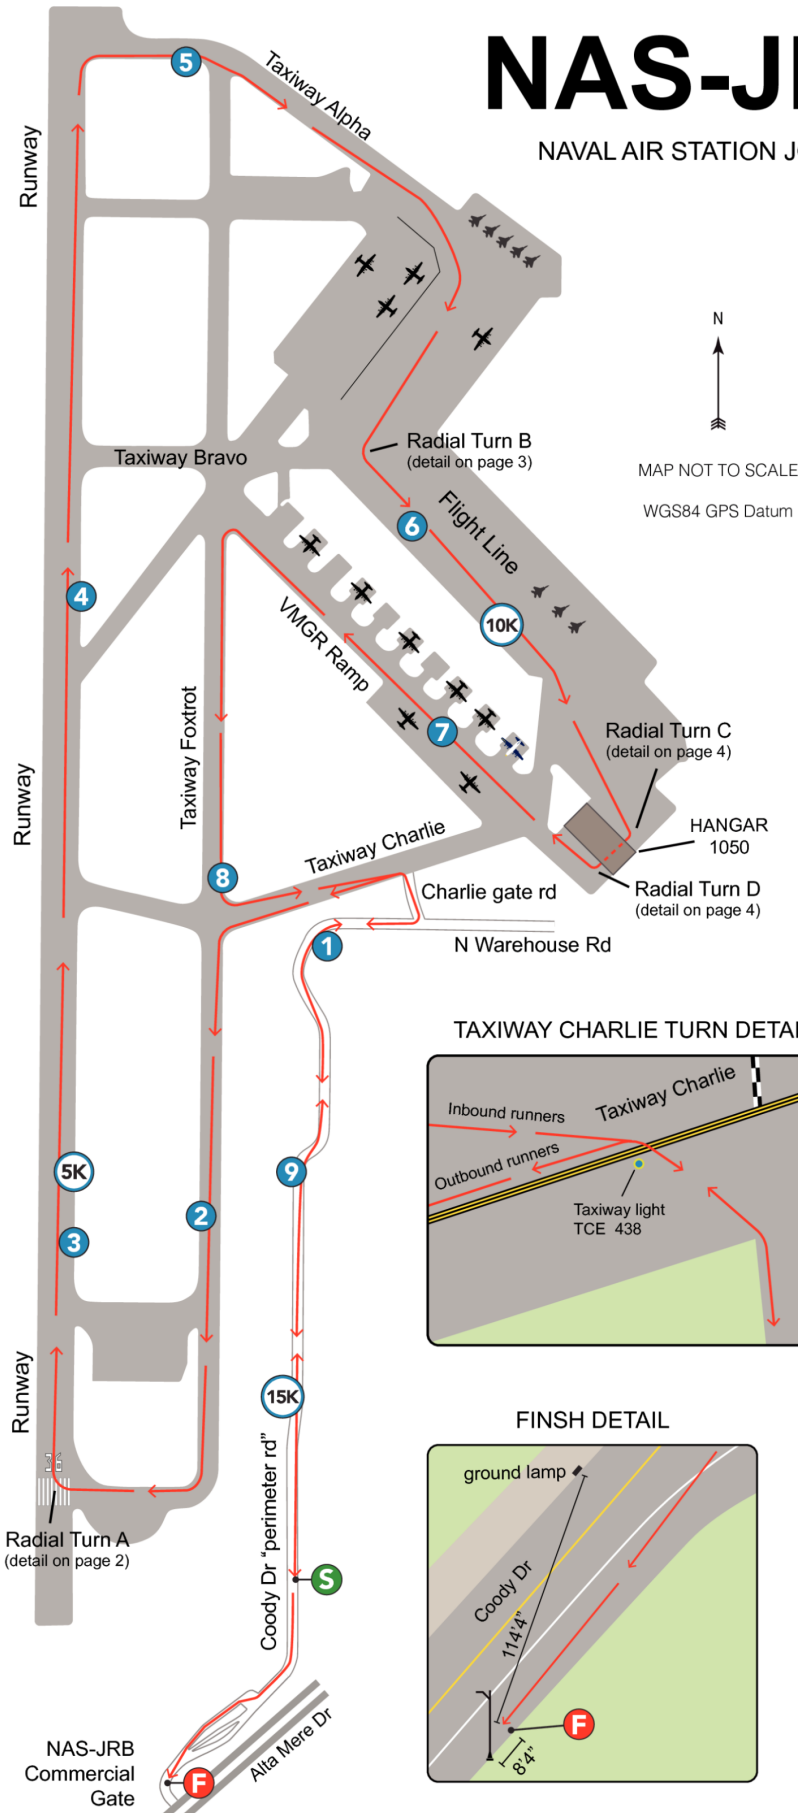 NAS-J
NAVAL AIR STATION J
5
Taxiway Alpha
Runway
N
MAP NOT TO SCALE
WGS84 GPS Datum
Radial Turn B
(detail on page 3)
Taxiway Bravo
Flight Line
6
4
10K
VMGR Ramp
Taxiway Foxtrot
7
Radial Turn C
(detail on page 4)
Runway
HANGAR
1050
Taxiway Charlie
8
Charlie gate rd
Radial Turn D
(detail on page 4)
1
N Warehouse Rd
TAXIWAY CHARLIE TURN DETA
Inbound runners
Taxiway Charlie
Outbound runners
Taxiway light
TCE 438
5K
9
2
3
Runway
15K
FINSH DETAIL
ground lamp
Coody Dr
114'4"
F
8'4"
Radial Turn A
(detail on page 2)
Coody Dr "perimeter rd"
S
NAS-JRB
Commercial
Gate
F
Alta Mere Dr